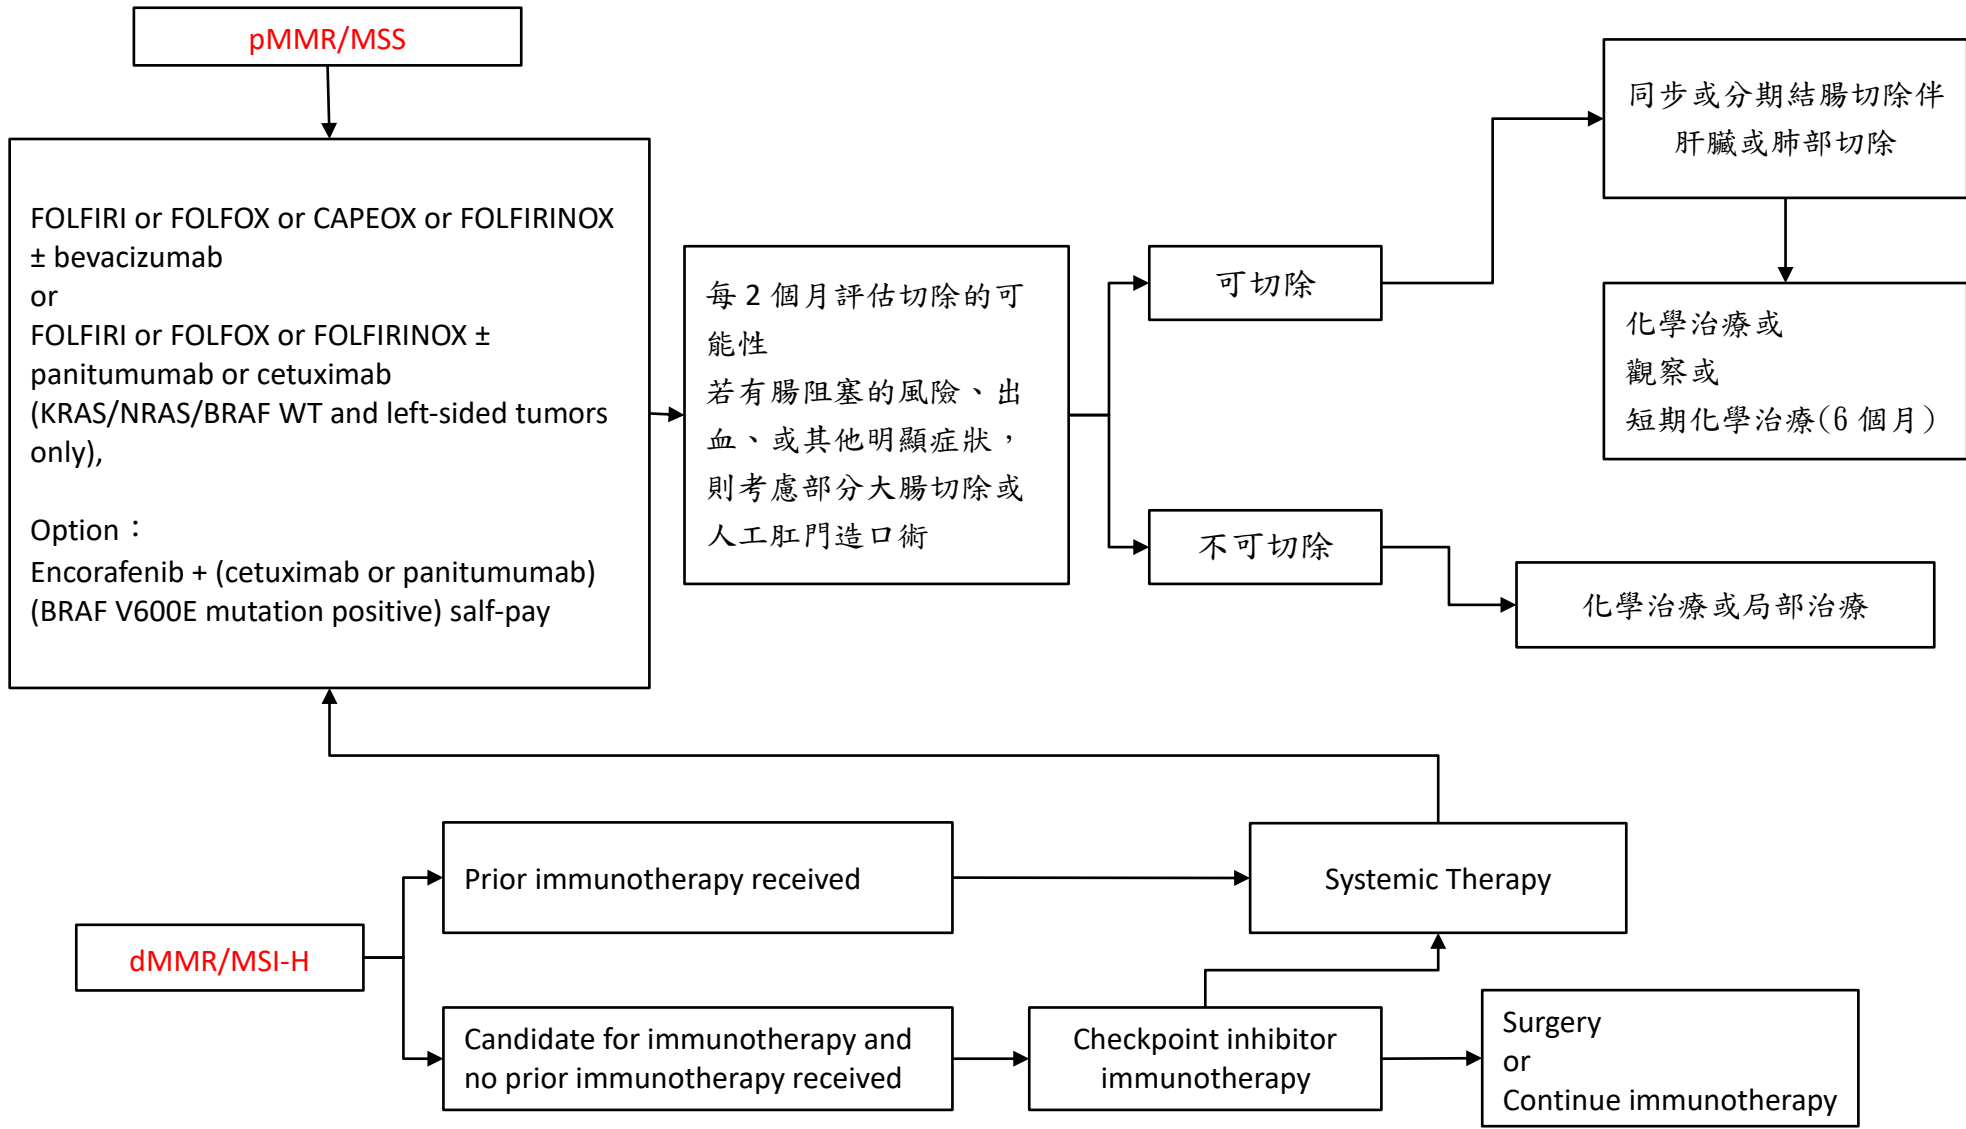 pMMR/MSS
FOLFIRI or FOLFOX or CAPEOX or FOLFIRINOX
± bevacizumab
or
FOLFIRI or FOLFOX or FOLFIRINOX ±
panitumumab or cetuximab
(KRAS/NRAS/BRAF WT and left-sided tumors
only),
Option：
Encorafenib + (cetuximab or panitumumab)
(BRAF V600E mutation positive) salf-pay
每 2 個月評估切除的可
能性
若有腸阻塞的風險、出
血、或其他明顯症狀，
則考慮部分大腸切除或
人工肛門造口術
可切除
不可切除
同步或分期結腸切除伴
肝臟或肺部切除
化學治療或
觀察或
短期化學治療(6 個月)
化學治療或局部治療
dMMR/MSI-H
Prior immunotherapy received
Systemic Therapy
Candidate for immunotherapy and
no prior immunotherapy received
Checkpoint inhibitor
immunotherapy
Surgery
or
Continue immunotherapy